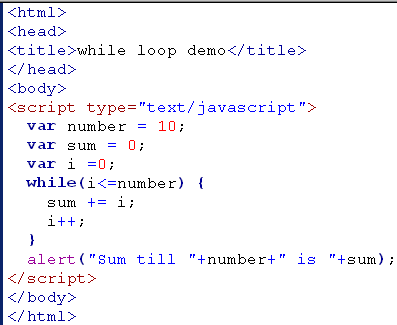 <html>
<head>
<title>while loop demo</title>
</head>
<body>
<script type="text/javascript">
  var number = 10;
  var sum = 0;
  var i =0;
  while(i<=number) {
    sum += i;
    i++;
  }
  alert("Sum till "+number+" is "+sum);
</script>
</body>
</html>